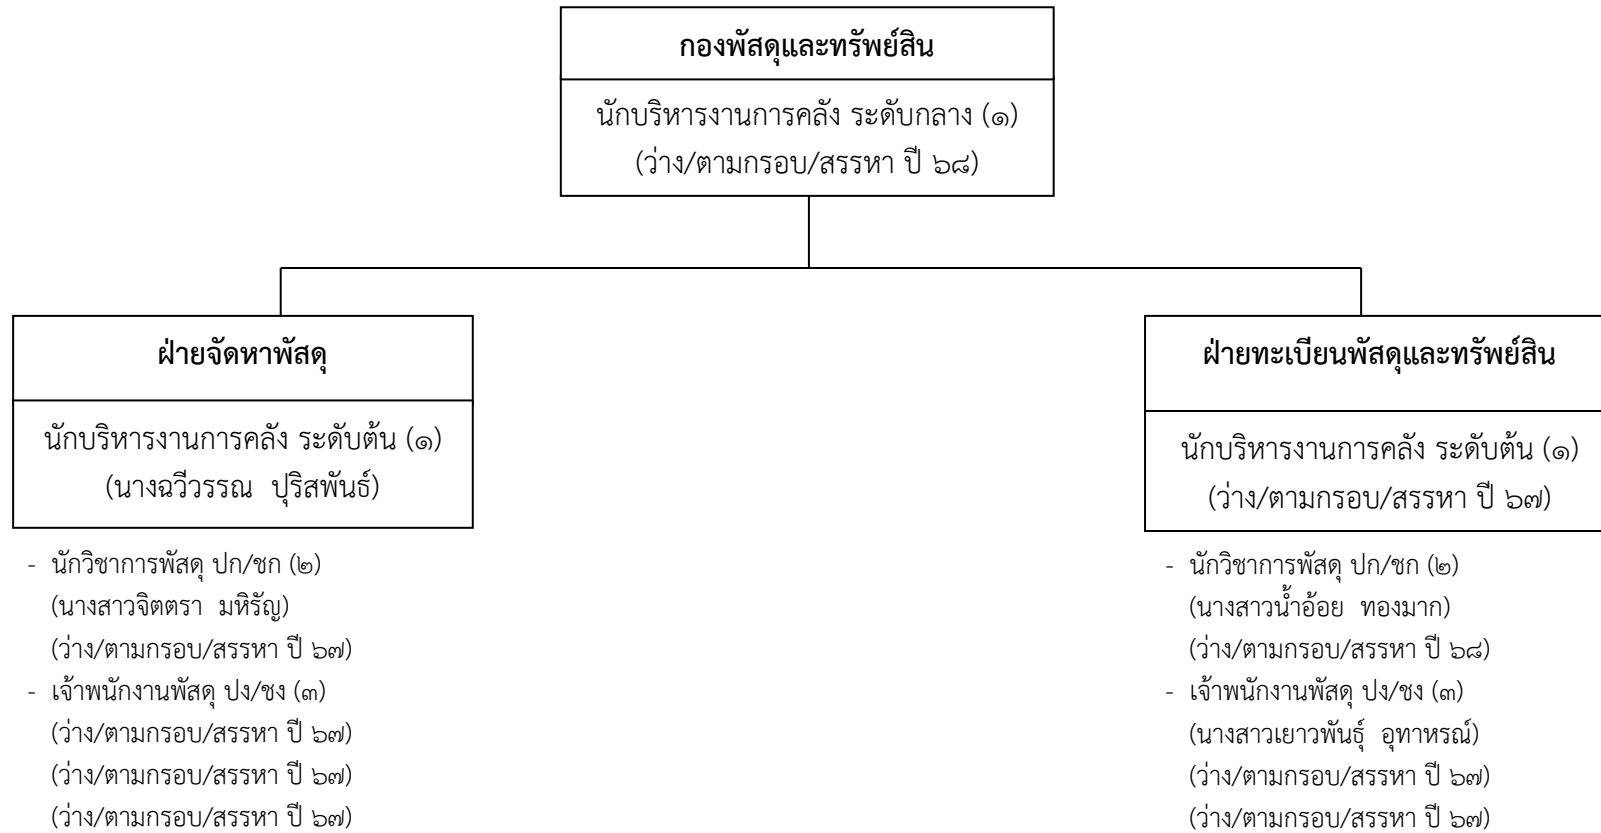 กองพัสดุและทรัพย์สิน
นักบริหารงานการคลัง ระดับกลาง (๑)
(ว่าง/ตามกรอบ/สรรหา ปี ๖๘)
ฝ่ายจัดหาพัสดุ
นักบริหารงานการคลัง ระดับต้น (๑)
(นางฉวีวรรณ ปุริสพันธ์)
- นักวิชาการพัสดุ ปก/ชก (๒)
(นางสาวจิตตรา มหิรัญ)
(ว่าง/ตามกรอบ/สรรหา ปี ๖๗)
- เจ้าพนักงานพัสดุ ปง/ชง (๓)
(ว่าง/ตามกรอบ/สรรหา ปี ๖๗)
(ว่าง/ตามกรอบ/สรรหา ปี ๖๗)
(ว่าง/ตามกรอบ/สรรหา ปี ๖๗)
ฝ่ายทะเบียนพัสดุและทรัพย์สิน
นักบริหารงานการคลัง ระดับต้น (๑)
(ว่าง/ตามกรอบ/สรรหา ปี ๖๗)
- นักวิชาการพัสดุ ปก/ชก (๒)
(นางสาวน้ำอ้อย ทองมาก)
(ว่าง/ตามกรอบ/สรรหา ปี ๖๘)
- เจ้าพนักงานพัสดุ ปง/ชง (๓)
(นางสาวเยาวพันธุ์ อุทาหรณ์)
(ว่าง/ตามกรอบ/สรรหา ปี ๖๗)
(ว่าง/ตามกรอบ/สรรหา ปี ๖๗)